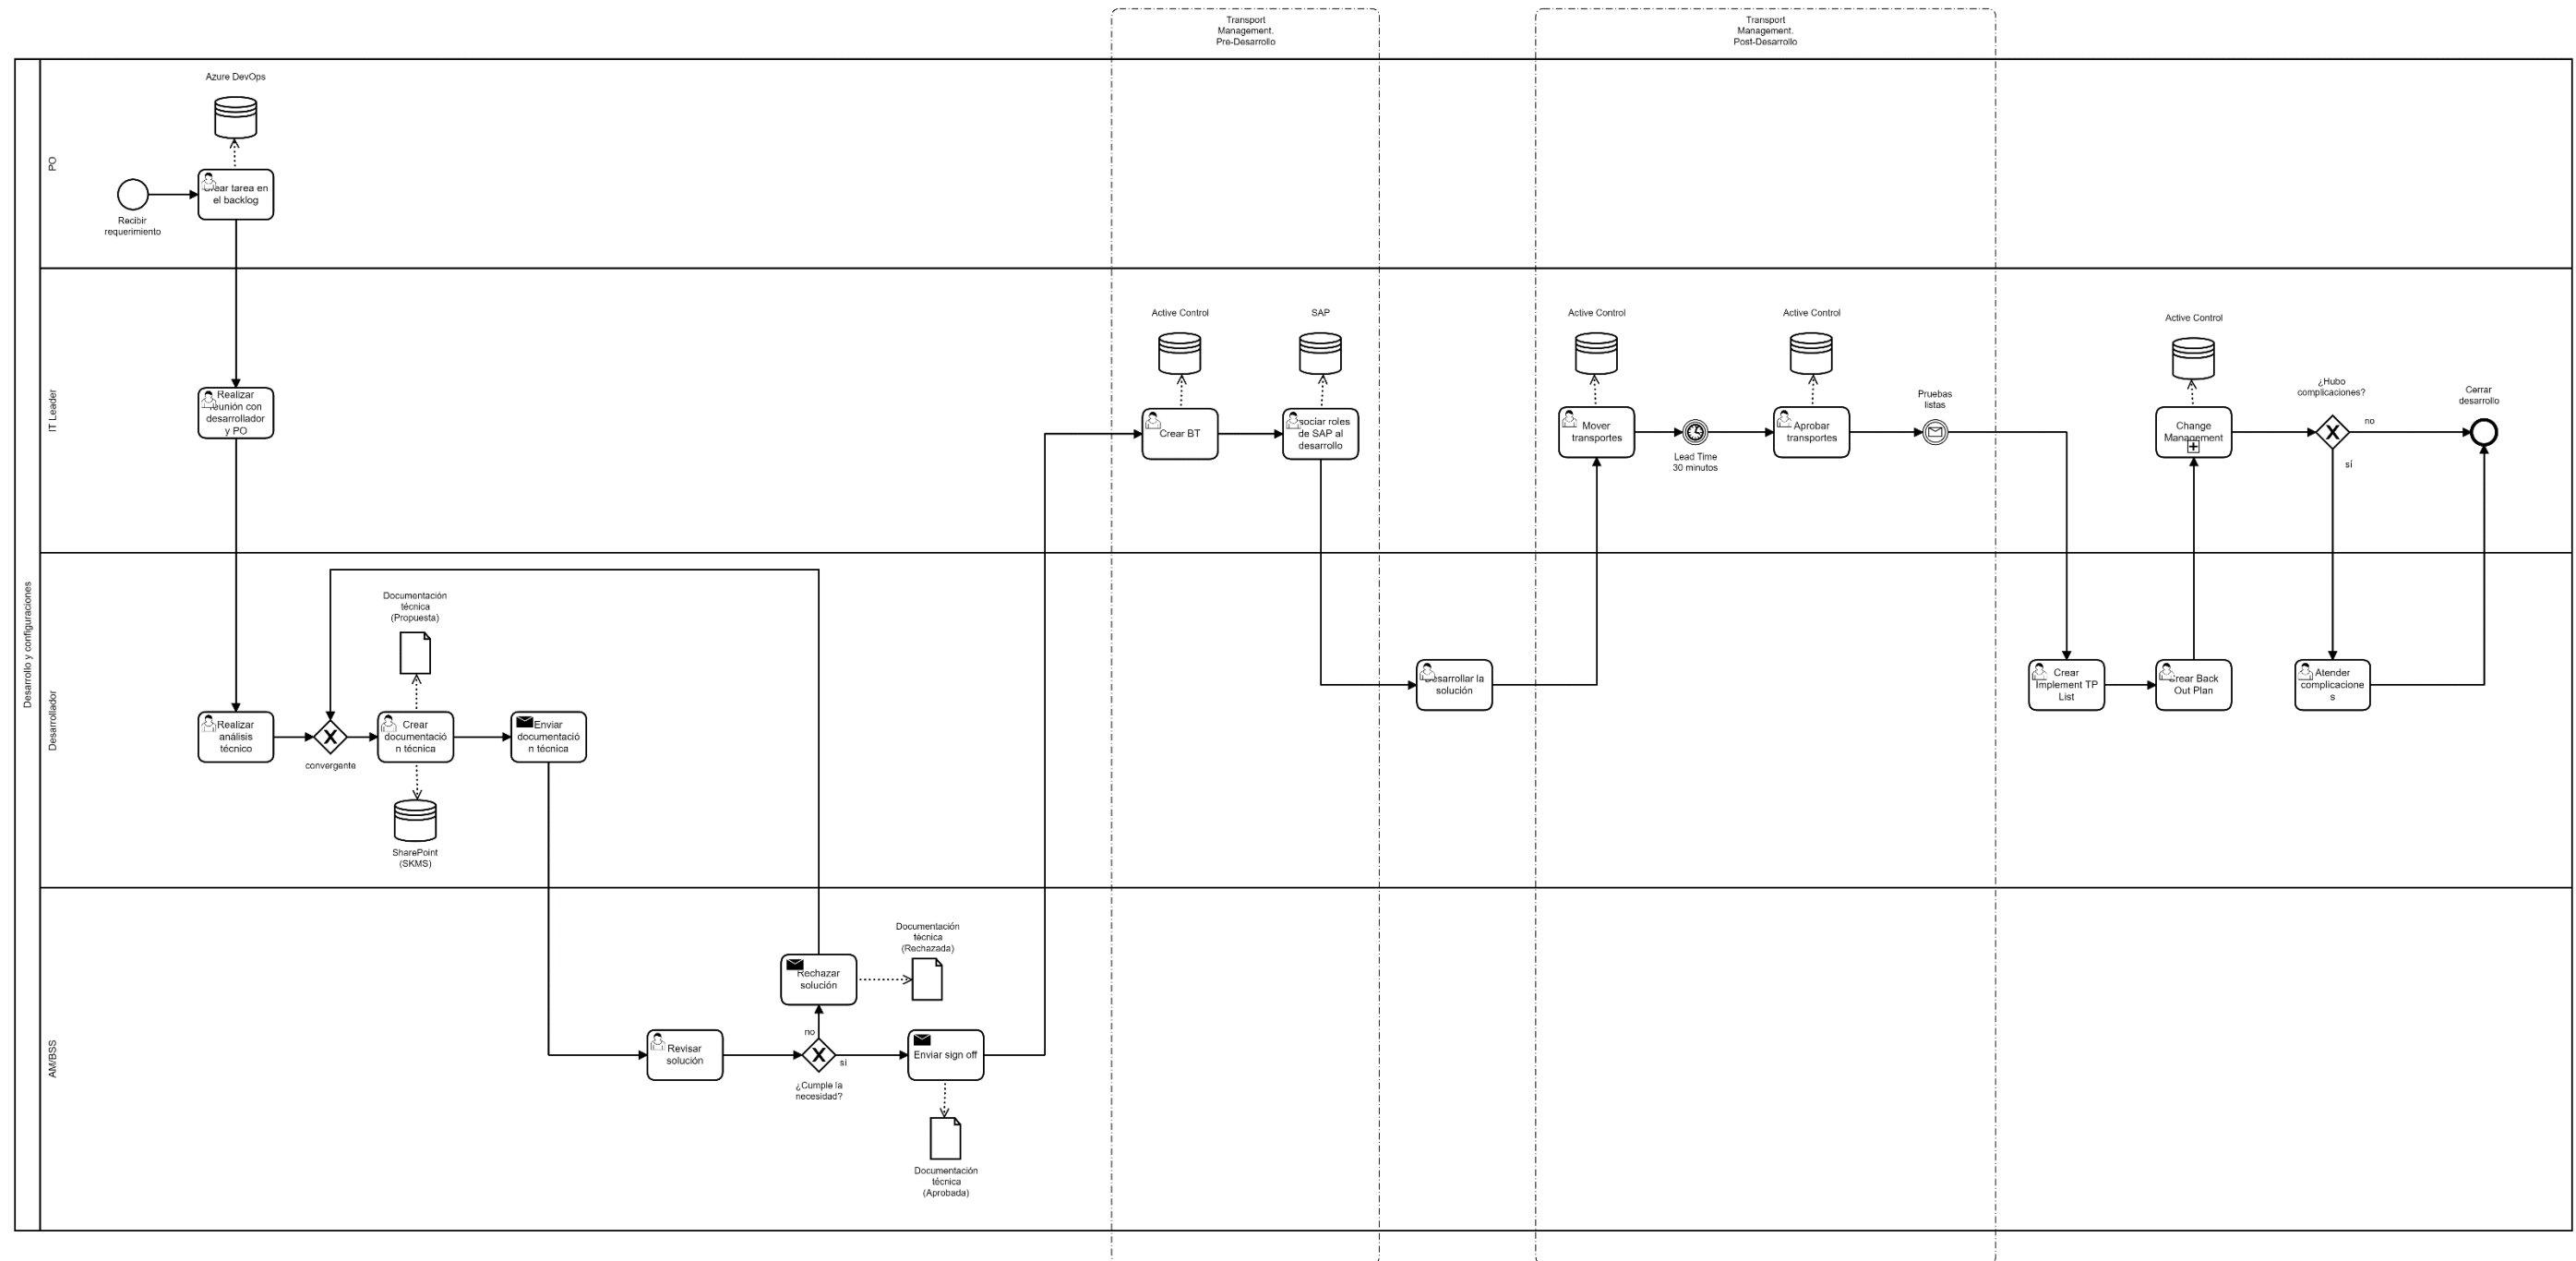 Transport
Management.
Pre-Desarrollo
Transport
Management.
Post-Desarrollo
Desarrollo y configuraciones
PO
Azure DevOps
Recibir
requerimiento
Crear tarea en
el backlog
IT Leader
Realizar
reunión con
desarrollador
y PO
Active Control
Crear BT
SAP
Asociar roles
de SAP al
desarrollo
Active Control
Mover
transportes
Lead Time
30 minutos
Active Control
Aprobar
transportes
Pruebas
listas
Active Control
Change
Management
¿Hubo
complicaciones?
no
sí
Cerrar
desarrollo
Desarrollador
Realizar
análisis
técnico
convergente
Documentación
técnica
(Propuesta)
Crear
documentació
n técnica
SharePoint
(SKMS)
Enviar
documentació
n técnica
Desarrollar la
solución
Crear
Implement TP
List
Crear Back
Out Plan
Atender
complicacione
s
AM/BSS
Revisar
solución
Rechazar
solución
Documentación
técnica
(Rechazada)
no
sí
¿Cumple la
necesidad?
Enviar sign off
Documentación
técnica
(Aprobada)